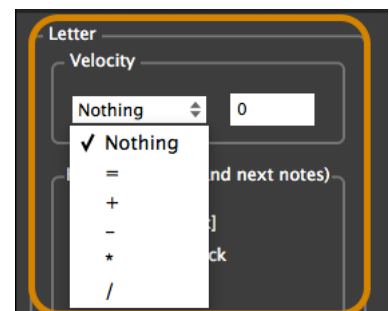 Letter
Velocity
Nothing 0
✓ Nothing
=
nd next notes)
+
]
-
ck
*
/